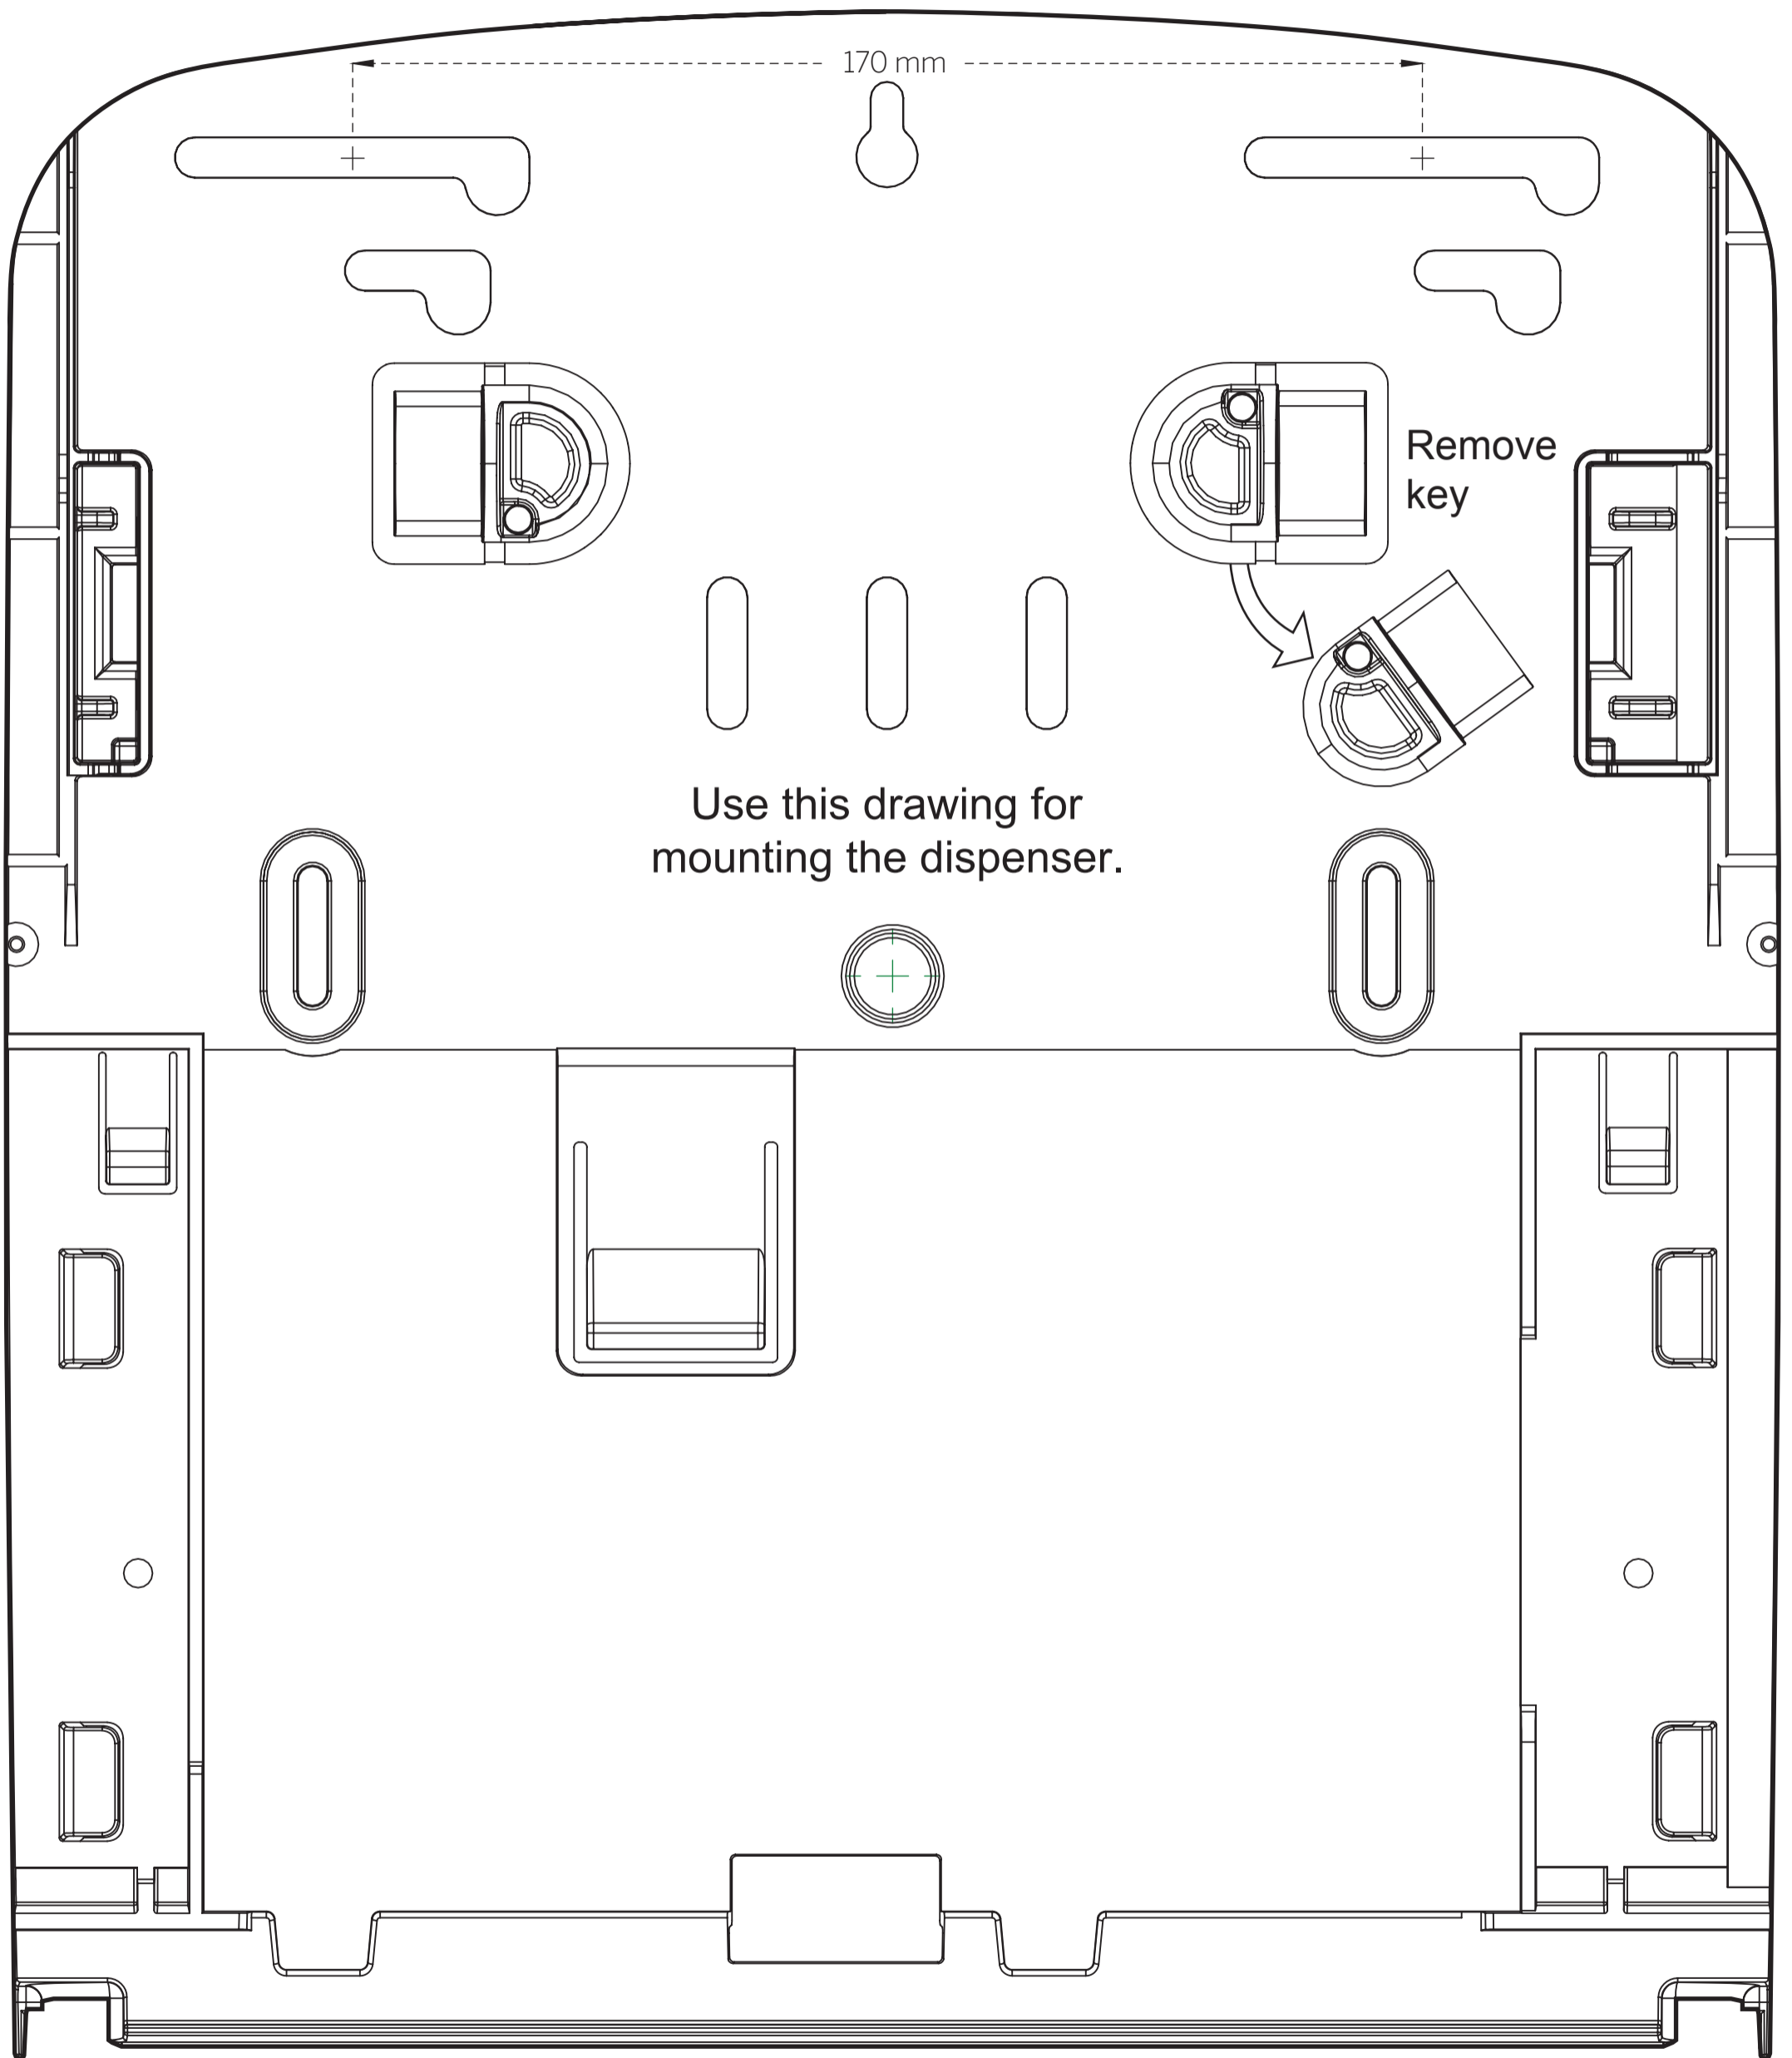 170 mm
Remove
key
Use this drawing for
mounting the dispenser.